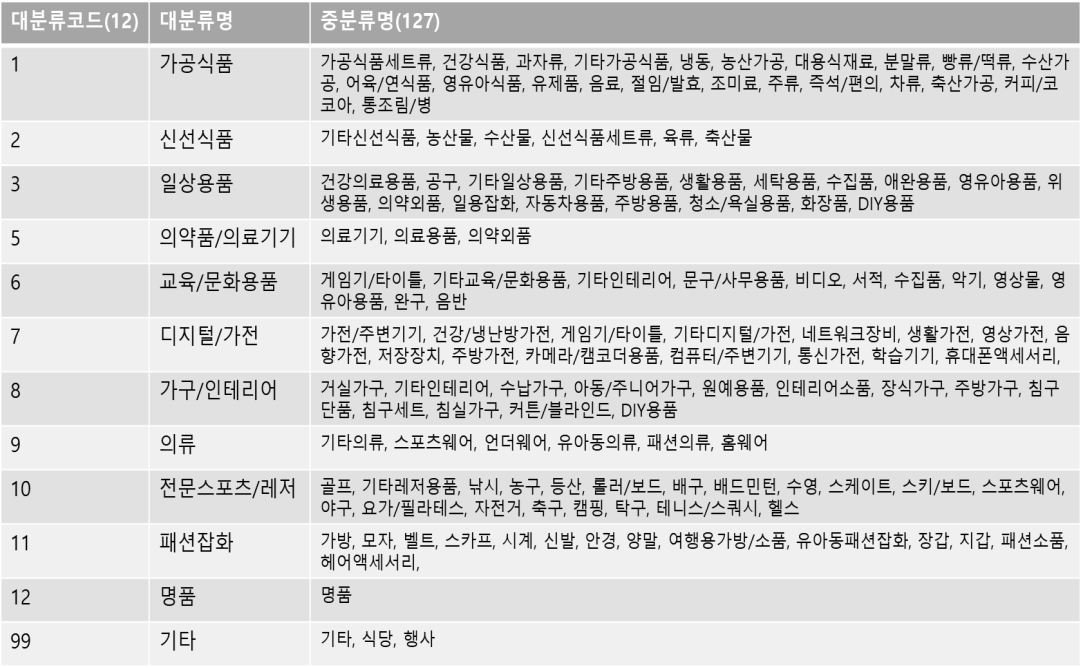 대분류코드(12) 대분류명 중분류명(127)
1 가공식품 가공식품세트류, 건강식품, 과자류, 기타가공식품, 냉동, 농산가공, 대용식재료, 분말류, 빵류/떡류, 수산가
공, 어육/연식품, 영유아식품, 유제품, 음료, 절임/발효, 조미료, 주류, 즉석/편의, 차류, 축산가공, 커피/코
코아, 통조림/병
2 신선식품 기타신선식품, 농산물, 수산물, 신선식품세트류, 육류, 축산물
3 일상용품 건강의료용품, 공구, 기타일상용품, 기타주방용품, 생활용품, 세탁용품, 수집품, 애완용품, 영유아용품, 위
생용품, 의약외품, 일용잡화, 자동차용품, 주방용품, 청소/욕실용품, 화장품, DIY용품
5 의약품/의료기기 의료기기, 의료용품, 의약외품
6 교육/문화용품 게임기/타이틀, 기타교육/문화용품, 기타인테리어, 문구/사무용품, 비디오, 서적, 수집품, 악기, 영상물, 영
유아용품, 완구, 음반
7 디지털/가전 가전/주변기기, 건강/냉난방가전, 게임기/타이틀, 기타디지털/가전, 네트워크장비, 생활가전, 영상가전, 음
향가전, 저장장치, 주방가전, 카메라/캠코더용품, 컴퓨터/주변기기, 통신가전, 학습기기, 휴대폰액세서리,
8 가구/인테리어 거실가구, 기타인테리어, 수납가구, 아동/주니어가구, 원예용품, 인테리어소품, 장식가구, 주방가구, 침구
단품, 침구세트, 침실가구, 커튼/블라인드, DIY용품
9 의류 기타의류, 스포츠웨어, 언더웨어, 유아동의류, 패션의류, 홈웨어
10 전문스포츠/레저 골프, 기타레저용품, 낚시, 농구, 등산, 롤러/보드, 배구, 배드민턴, 수영, 스케이트, 스키/보드, 스포츠웨어,
야구, 요가/필라테스, 자전거, 축구, 캠핑, 탁구, 테니스/스쿼시, 헬스
11 패션잡화 가방, 모자, 벨트, 스카프, 시계, 신발, 안경, 양말, 여행용가방/소품, 유아동패션잡화, 장갑, 지갑, 패션소품,
헤어액세서리,
12 명품 명품
99 기타 기타, 식당, 행사